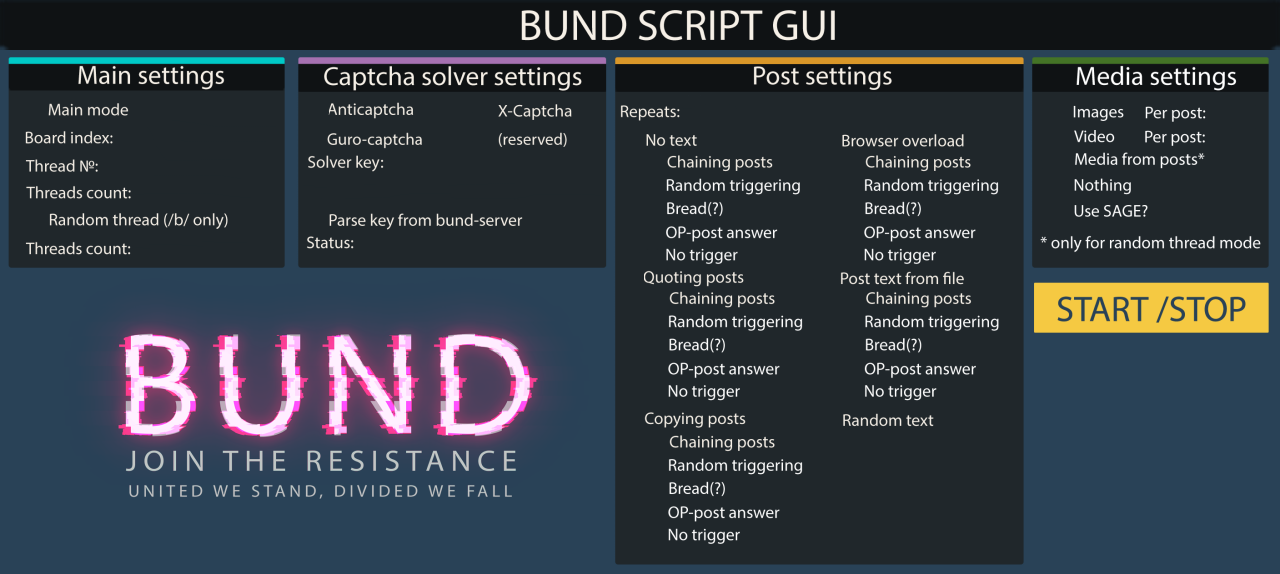 BUND SCRIPT GUI
Main settings
Main mode
Board index:
Thread №:
Threads count:
Random thread (/b/ only)
Threads count:
Captcha solver settings
Anticaptcha
X-Captcha
Guro-captcha
(reserved)
Solver key:
Parse key from bund-server
Status:
Post settings
Repeats:
No text
Chaining posts
Random triggering
Bread(?)
OP-post answer
No trigger
Quoting posts
Chaining posts
Random triggering
Bread(?)
OP-post answer
No trigger
Copying posts
Chaining posts
Random triggering
Bread(?)
OP-post answer
No trigger
Browser overload
Chaining posts
Random triggering
Bread(?)
OP-post answer
No trigger
Post text from file
Chaining posts
Random triggering
Bread(?)
OP-post answer
No trigger
Random text
Media settings
Images Per post:
Video Per post:
Media from posts*
Nothing
Use SAGE?
* only for random thread mode
START /STOP
BUND
JOIN THE RESISTANCE
UNITED WE STAND, DIVIDED WE FALL